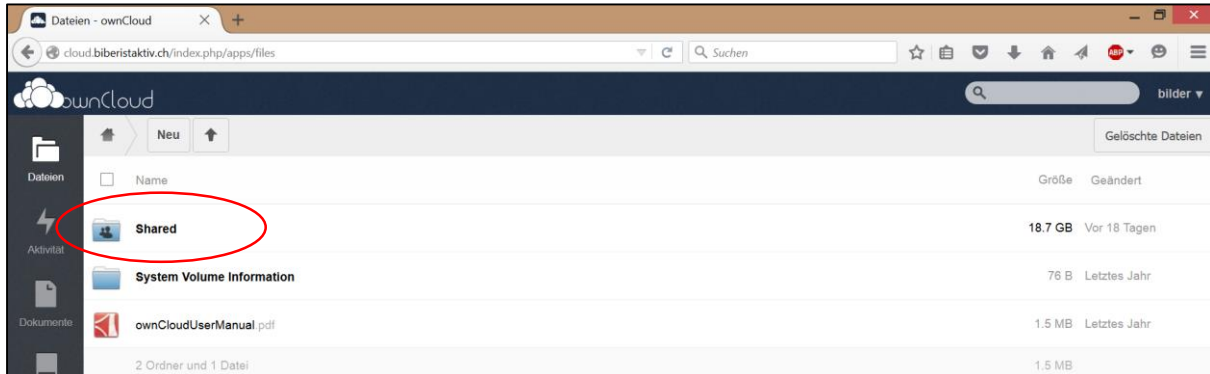 Dateien - ownCloud
cloud.biberistaktiv.ch/index.php/apps/files
Suchen
ABP
ownCloud
bilder
Neu
Gelöschte Dateien
Dateien
Name Größe Geändert
Aktivität
Shared 18.7 GB Vor 18 Tagen
System Volume Information 76 B Letztes Jahr
Dokumente
ownCloudUserManual.pdf 1.5 MB Letztes Jahr
2 Ordner und 1 Datei 1.5 MB